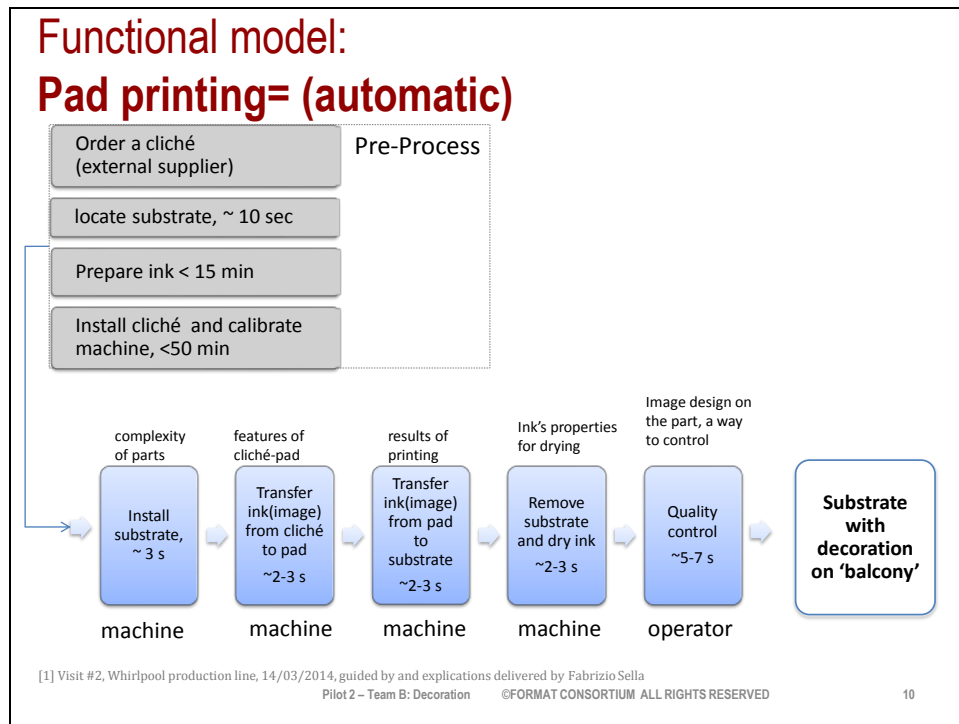 Functional model:
Pad printing= (automatic)
Order a cliché
(external supplier)
Pre-Process
locate substrate, ~ 10 sec
Prepare ink < 15 min
Install cliché  and calibrate
machine, <50 min
complexity
of parts
features of
cliché-pad
results of
printing
Ink's properties
for drying
Image design on
the part, a way
to control
Install
substrate,
~ 3 s
Transfer
ink(image)
from cliché
to pad
~2-3 s
Transfer
ink(image)
from pad
to
substrate
~2-3 s
Remove
substrate
and dry ink
~2-3 s
Quality
control
~5-7 s
Substrate
with
decoration
on ‘balcony’
machine
machine
machine
machine
operator
[1] Visit #2, Whirlpool production line, 14/03/2014, guided by and explications delivered by Fabrizio Sella
Pilot 2 – Team B: Decoration ©FORMAT CONSORTIUM ALL RIGHTS RESERVED 10